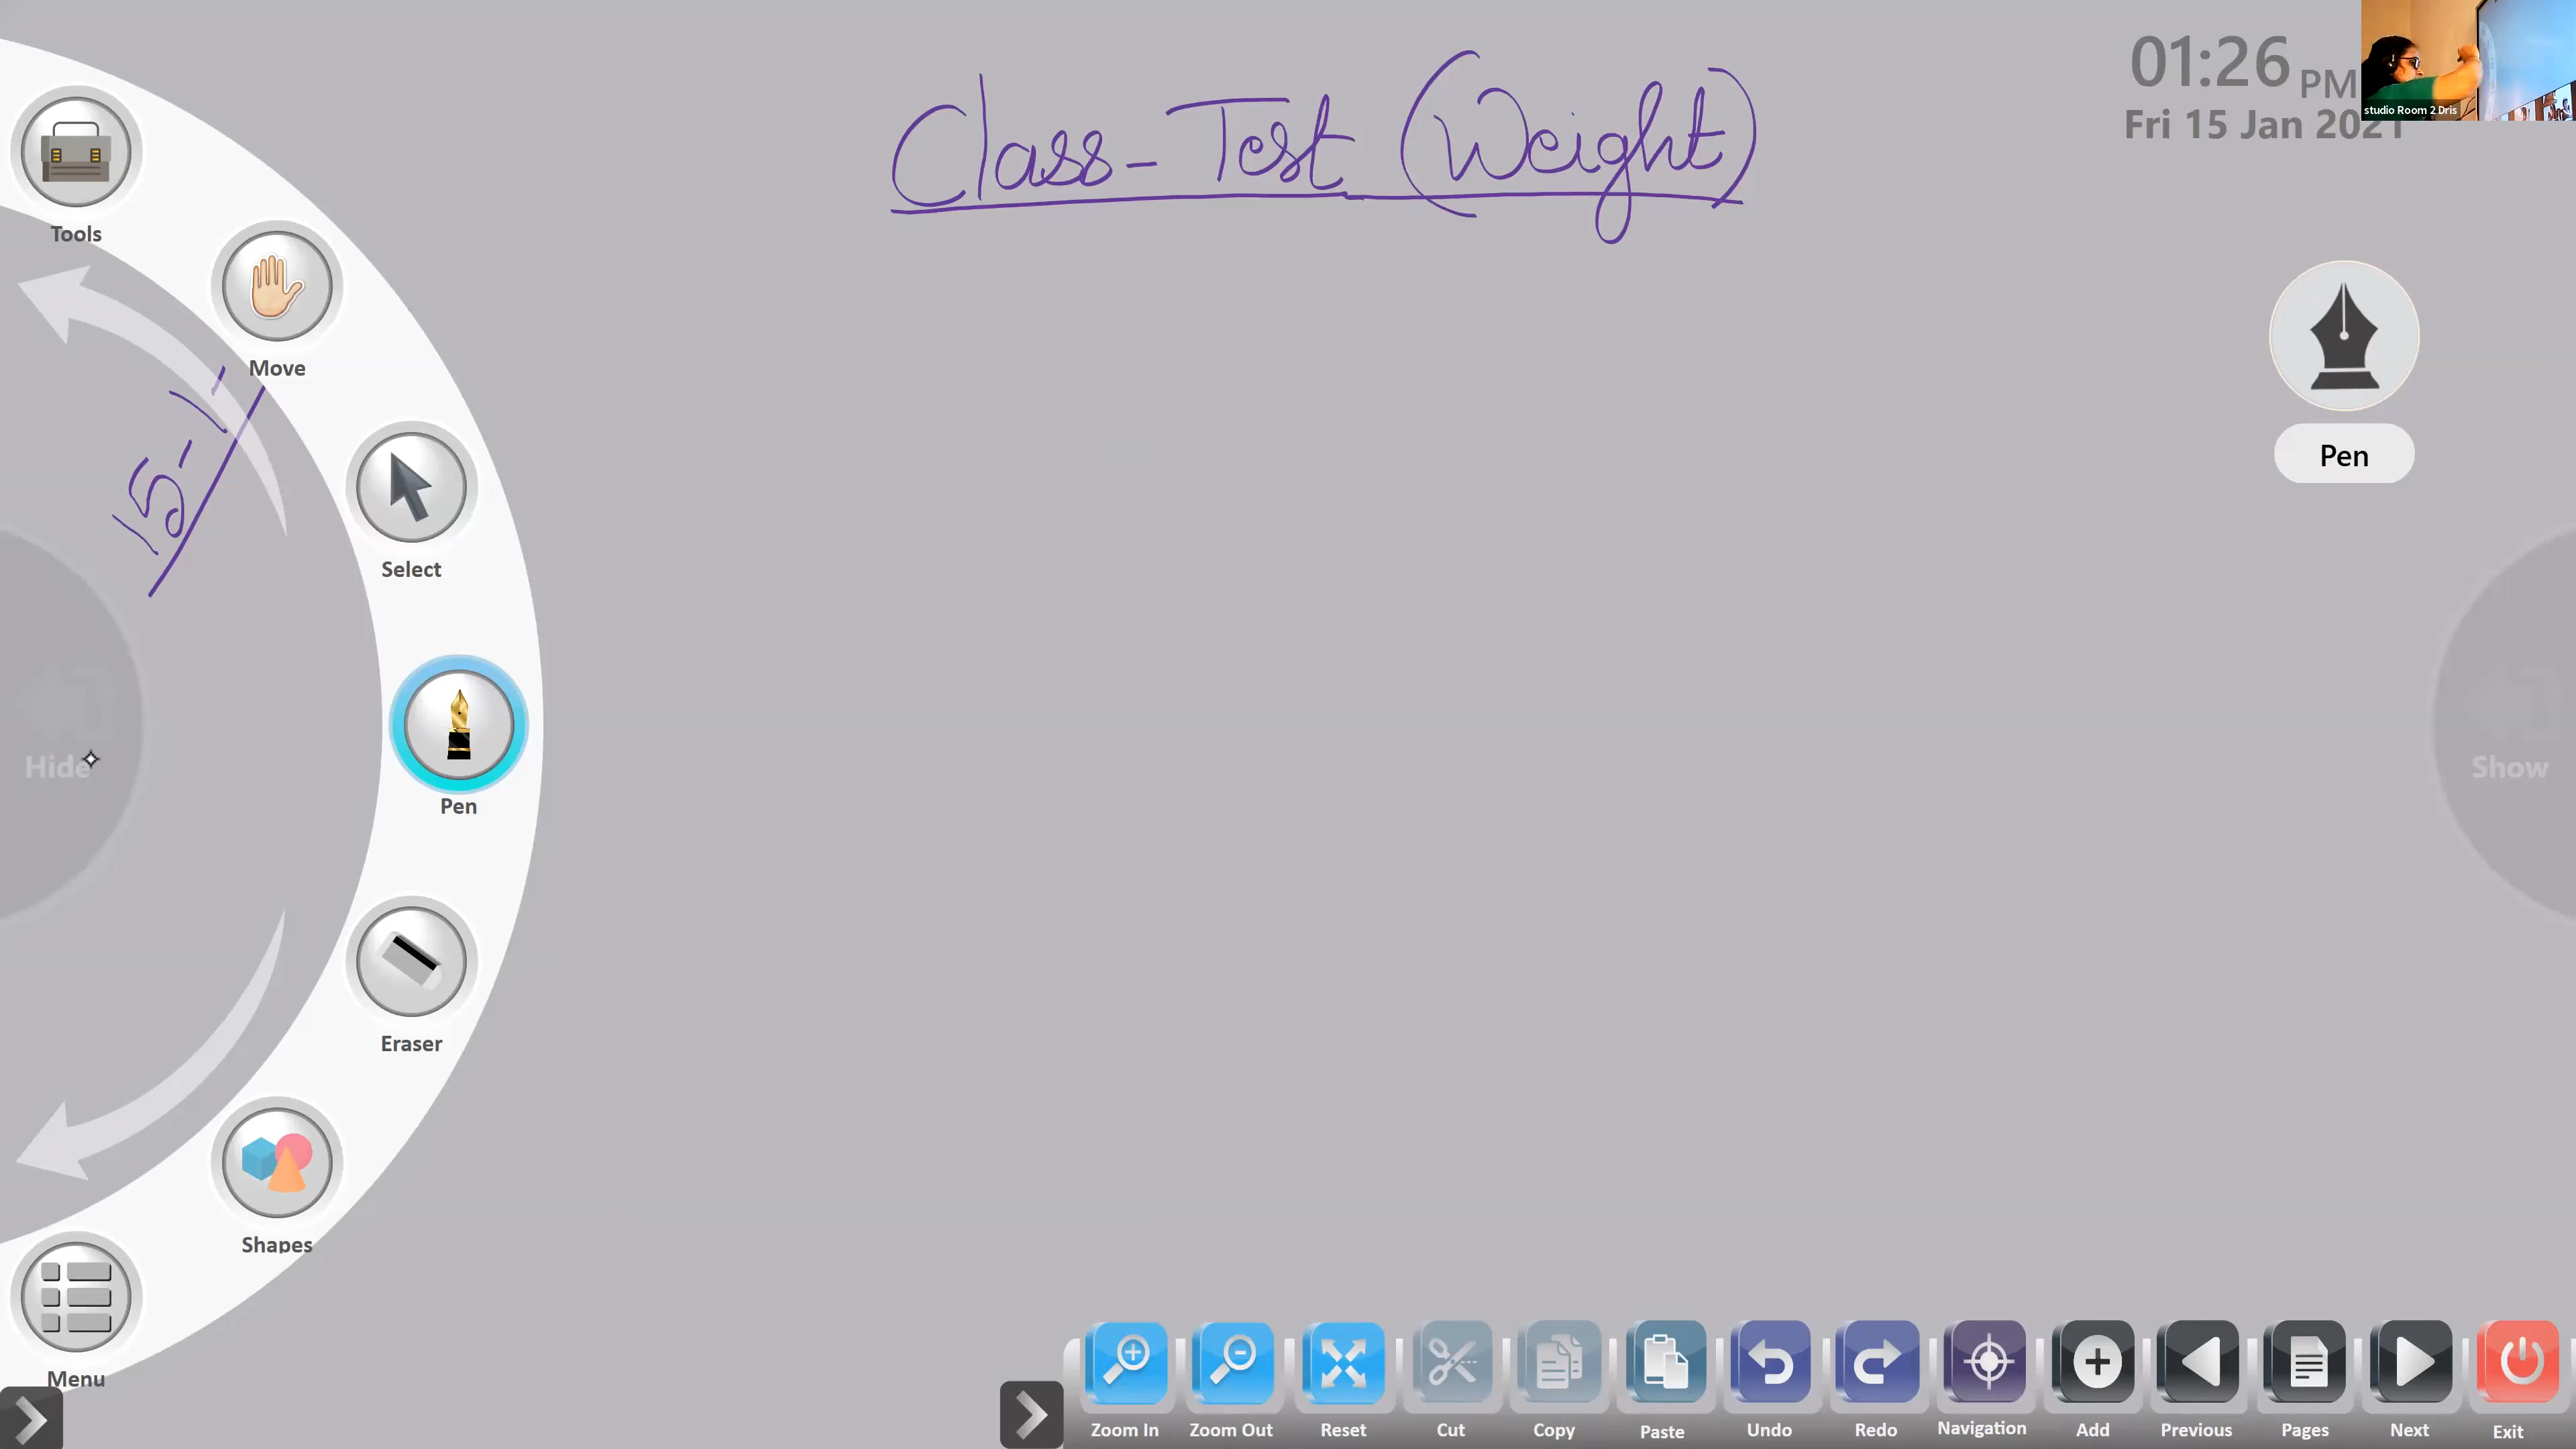 Class-Test (Weight)
01:26 PM
Fri 15 Jan 2021
studio Room 2 Dris
Tools
Move
15-1-
Select
Pen
Hide
Show
Pen
Eraser
Shapes
Menu
Zoom In Zoom Out Reset Cut Copy Paste Undo Redo Navigation Add Previous Pages Next Exit